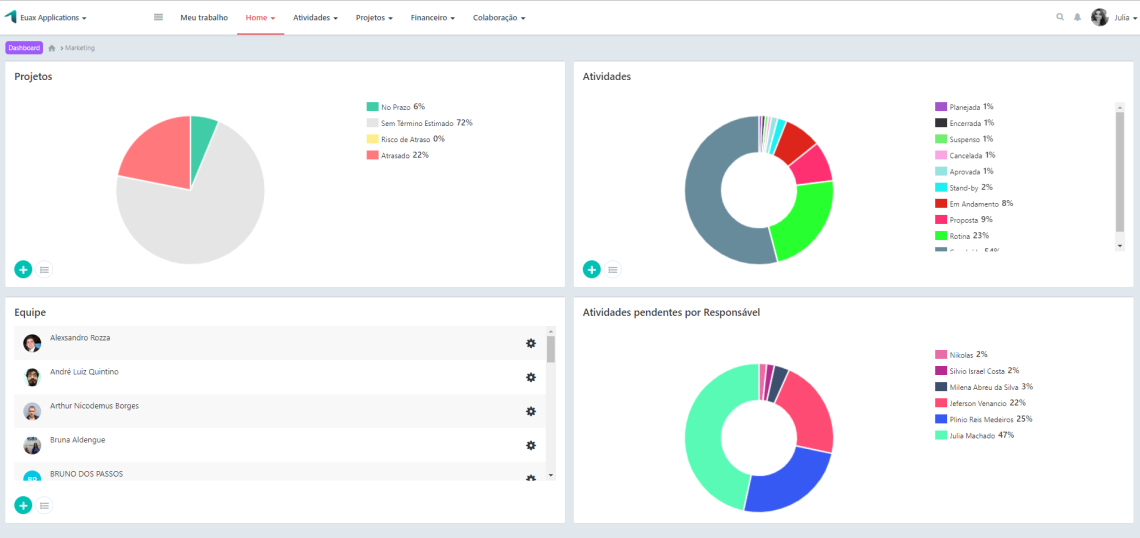 Euax Applications
Meu trabalho
Home
Atividades
Projetos
Financeiro
Colaboração
Julia
Dashboard
Marketing
Projetos
No Prazo 6%
Sem Término Estimado 72%
Risco de Atraso 0%
Atrasado 22%
Atividades
Planejada 1%
Encerrada 1%
Suspenso 1%
Cancelada 1%
Aprovada 1%
Stand-by 2%
Em Andamento 8%
Proposta 9%
Rotina 23%
54%
Equipe
Alexsandro Rozza
André Luiz Quintino
Arthur Nicodemus Borges
Bruna Aldengue
BRUNO DOS PASSOS
Atividades pendentes por Responsável
Nikolas 2%
Silvio Israel Costa 2%
Milena Abreu da Silva 3%
Jeferson Venancio 22%
Plinio Reis Medeiros 25%
Julia Machado 47%